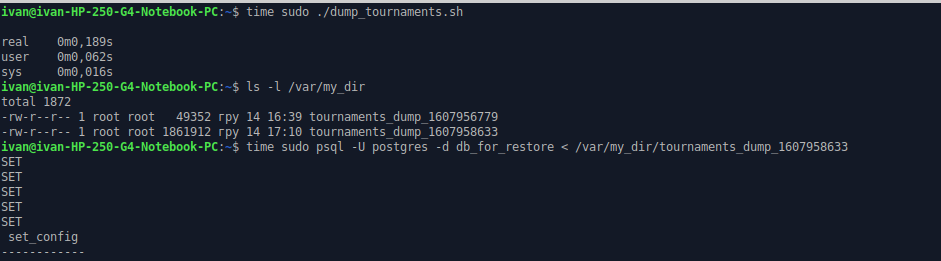 ivan@ivan-HP-250-G4-Notebook-PC:~$ time sudo ./dump_tournaments.sh
real    0m0,189s
user    0m0,062s
sys     0m0,016s
ivan@ivan-HP-250-G4-Notebook-PC:~$ ls -l /var/my_dir
total 1872
-rw-r--r-- 1 root root   49352 гру 14 16:39 tournaments_dump_1607956779
-rw-r--r-- 1 root root 1861912 гру 14 17:10 tournaments_dump_1607958633
ivan@ivan-HP-250-G4-Notebook-PC:~$ time sudo psql -U postgres -d db_for_restore < /var/my_dir/tournaments_dump_1607958633
SET
SET
SET
SET
SET
 set_config
------------